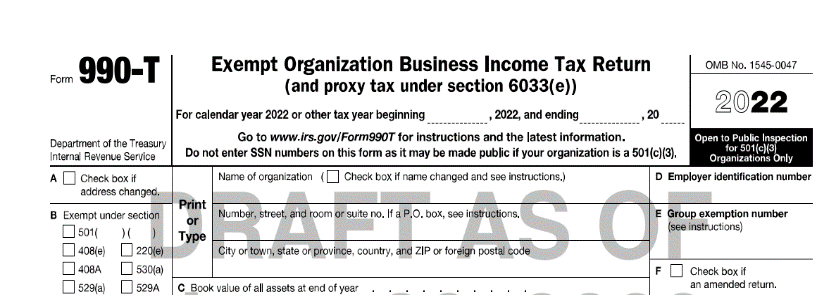 Form 990-T
Department of the Treasury
Internal Revenue Service
Exempt Organization Business Income Tax Return
(and proxy tax under section 6033(e))
For calendar year 2022 or other tax year beginning , 2022, and ending , 20
Go to www.irs.gov/Form990T for instructions and the latest information.
Do not enter SSN numbers on this form as it may be made public if your organization is a 501(c)(3).
OMB No. 1545-0047
2022
Open to Public Inspection
for 501(c)(3)
Organizations Only
A Check box if
address changed.
B Exempt under section
501( )( )
408(e) 220(e)
408A 530(a)
529(a) 529A
Print
or
Type
Name of organization ( Check box if name changed and see instructions.)
Number, street, and room or suite no. If a P.O. box, see instructions.
City or town, state or province, country, and ZIP or foreign postal code
C Book value of all assets at end of year . . . . . . .
D Employer identification number
E Group exemption number
(see instructions)
F Check box if
an amended return.
DRAFT AS OF